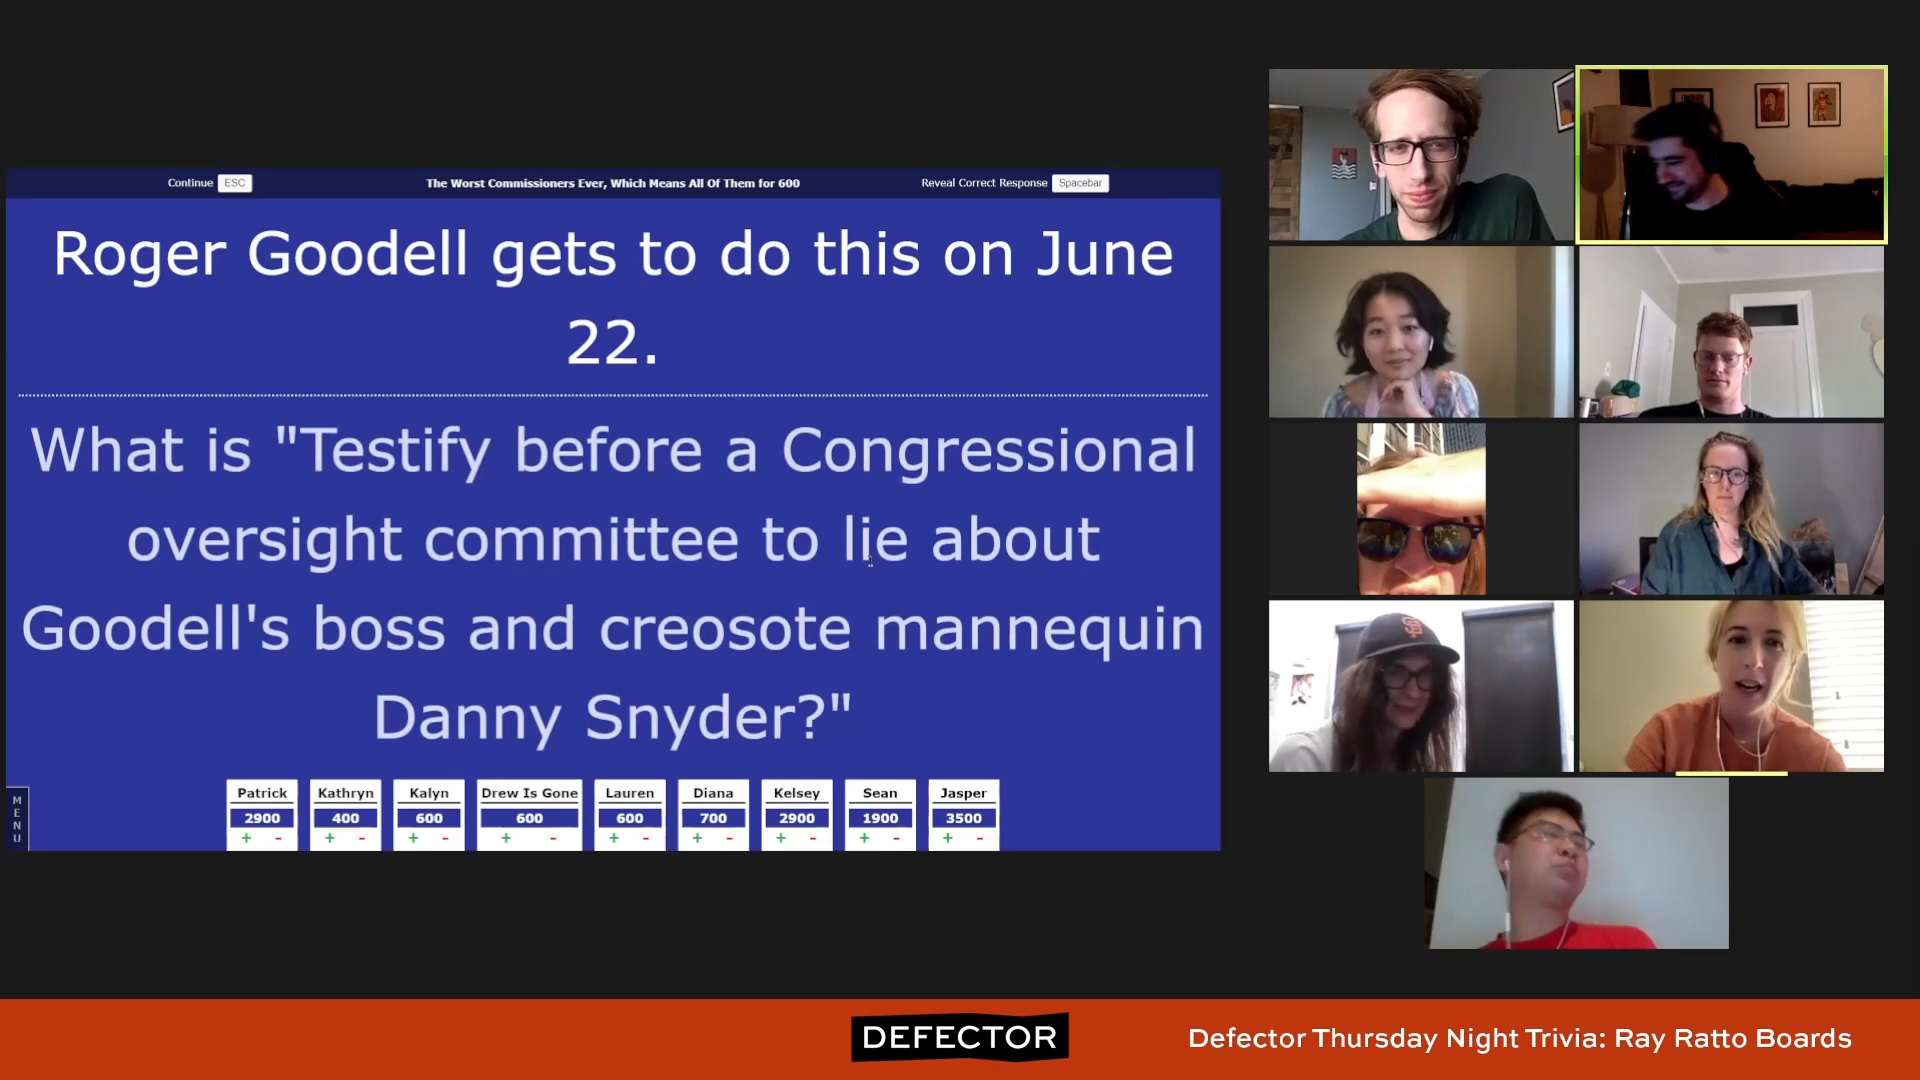 Continue ESC The Worst Commissioners Ever, Which Means All Of Them for 600 Reveal Correct Response Spacebar
Roger Goodell gets to do this on June
22.
What is "Testify before a Congressional
oversight committee to lie about
Goodell's boss and creosote mannequin
Danny Snyder?"
MENU
Patrick Kathryn Kalyn Drew Is Gone Lauren Diana Kelsey Sean Jasper
2900 400 600 600 600 700 2900 1900 3500
+ - + - + - + - + - + - + - + - + -
SF
DEFECTOR
Defector Thursday Night Trivia: Ray Ratto Boards